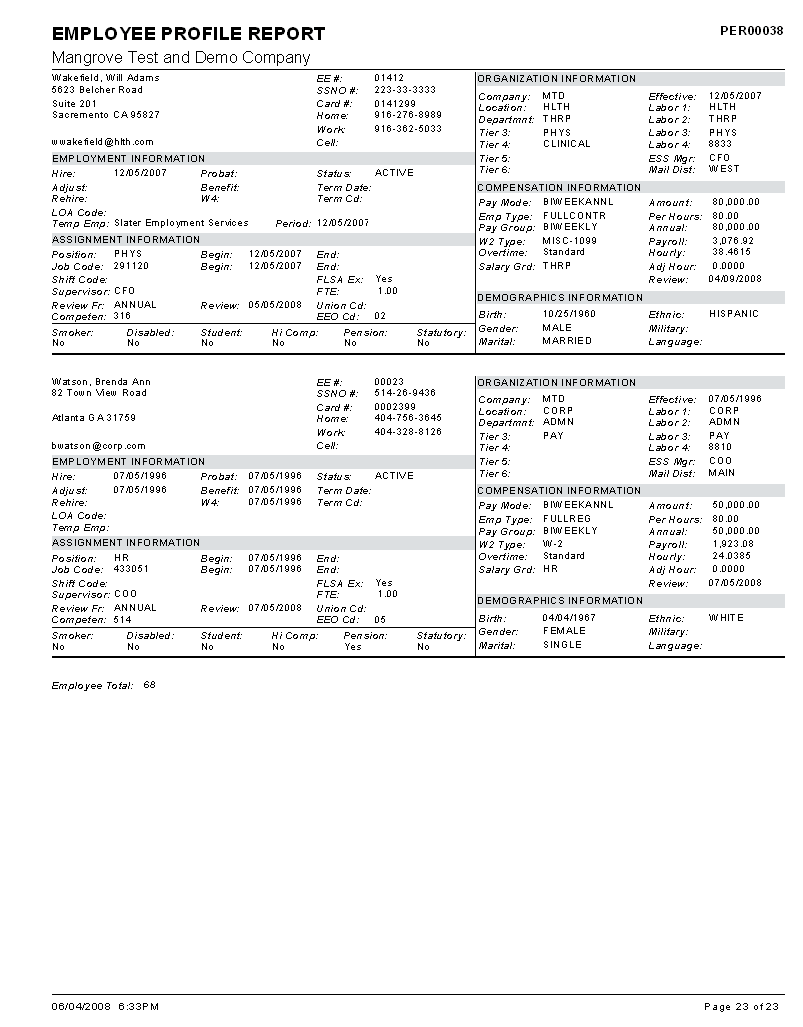 EMPLOYEE PROFILE REPORT PER00038
Mangrove Test and Demo Company
Wakefield, Will Adams EE #: 01412
5623 Belcher Road SSNO #: 223-33-3333
Suite 201 Card #: 0141299
Sacremento CA 95827 Home: 916-276-8989
Work: 916-362-5033
wwakefield@hlth.com Cell:
EMPLOYMENT INFORMATION
Hire: 12/05/2007 Probat: Status: ACTIVE
Adjust: Benefit: Term Date:
Rehire: W4: Term Cd:
LOA Code:
Temp Emp: Slater Employment Services Period: 12/05/2007
ASSIGNMENT INFORMATION
Position: PHYS Begin: 12/05/2007 End:
Job Code: 291120 Begin: 12/05/2007 End:
Shift Code: FLSA Ex: Yes
Supervisor: CFO FTE: 1.00
Review Fr: ANNUAL Review: 05/05/2008 Union Cd:
Competen: 316 EEO Cd: 02
Smoker: Disabled: Student: Hi Comp: Pension: Statutory:
No No No No No No
ORGANIZATION INFORMATION
Company: MTD Effective: 12/05/2007
Location: HLTH Labor 1: HLTH
Departmnt: THRP Labor 2: THRP
Tier 3: PHYS Labor 3: PHYS
Tier 4: CLINICAL Labor 4: 8833
Tier 5: ESS Mgr: CFO
Tier 6: Mail Dist: WEST
COMPENSATION INFORMATION
Pay Mode: BIWEEKANNL Amount: 80,000.00
Emp Type: FULLCONTR Per Hours: 80.00
Pay Group: BIWEEKLY Annual: 80,000.00
W2 Type: MISC-1099 Payroll: 3,076.92
Overtime: Standard Hourly: 38.4615
Salary Grd: THRP Adj Hour: 0.0000
Review: 04/09/2008
DEMOGRAPHICS INFORMATION
Birth: 10/25/1960 Ethnic: HISPANIC
Gender: MALE Military:
Marital: MARRIED Language:
Watson, Brenda Ann EE #: 00023
82 Town View Road SSNO #: 514-26-9436
Card #: 0002399
Atlanta GA 31759 Home: 404-756-3645
Work: 404-328-8126
bwatson@corp.com Cell:
EMPLOYMENT INFORMATION
Hire: 07/05/1996 Probat: 07/05/1996 Status: ACTIVE
Adjust: 07/05/1996 Benefit: 07/05/1996 Term Date:
Rehire: W4: 07/05/1996 Term Cd:
LOA Code:
Temp Emp:
ASSIGNMENT INFORMATION
Position: HR Begin: 07/05/1996 End:
Job Code: 433051 Begin: 07/05/1996 End:
Shift Code: FLSA Ex: Yes
Supervisor: COO FTE: 1.00
Review Fr: ANNUAL Review: 07/05/2008 Union Cd:
Competen: 514 EEO Cd: 05
Smoker: Disabled: Student: Hi Comp: Pension: Statutory:
No No No No Yes No
ORGANIZATION INFORMATION
Company: MTD Effective: 07/05/1996
Location: CORP Labor 1: CORP
Departmnt: ADMN Labor 2: ADMN
Tier 3: PAY Labor 3: PAY
Tier 4: Labor 4: 8810
Tier 5: ESS Mgr: COO
Tier 6: Mail Dist: MAIN
COMPENSATION INFORMATION
Pay Mode: BIWEEKANNL Amount: 50,000.00
Emp Type: FULLREG Per Hours: 80.00
Pay Group: BIWEEKLY Annual: 50,000.00
W2 Type: W-2 Payroll: 1,923.08
Overtime: Standard Hourly: 24.0385
Salary Grd: HR Adj Hour: 0.0000
Review: 07/05/2008
DEMOGRAPHICS INFORMATION
Birth: 04/04/1967 Ethnic: WHITE
Gender: FEMALE Military:
Marital: SINGLE Language:
Employee Total: 68
06/04/2008 6:33PM Page 23 of 23